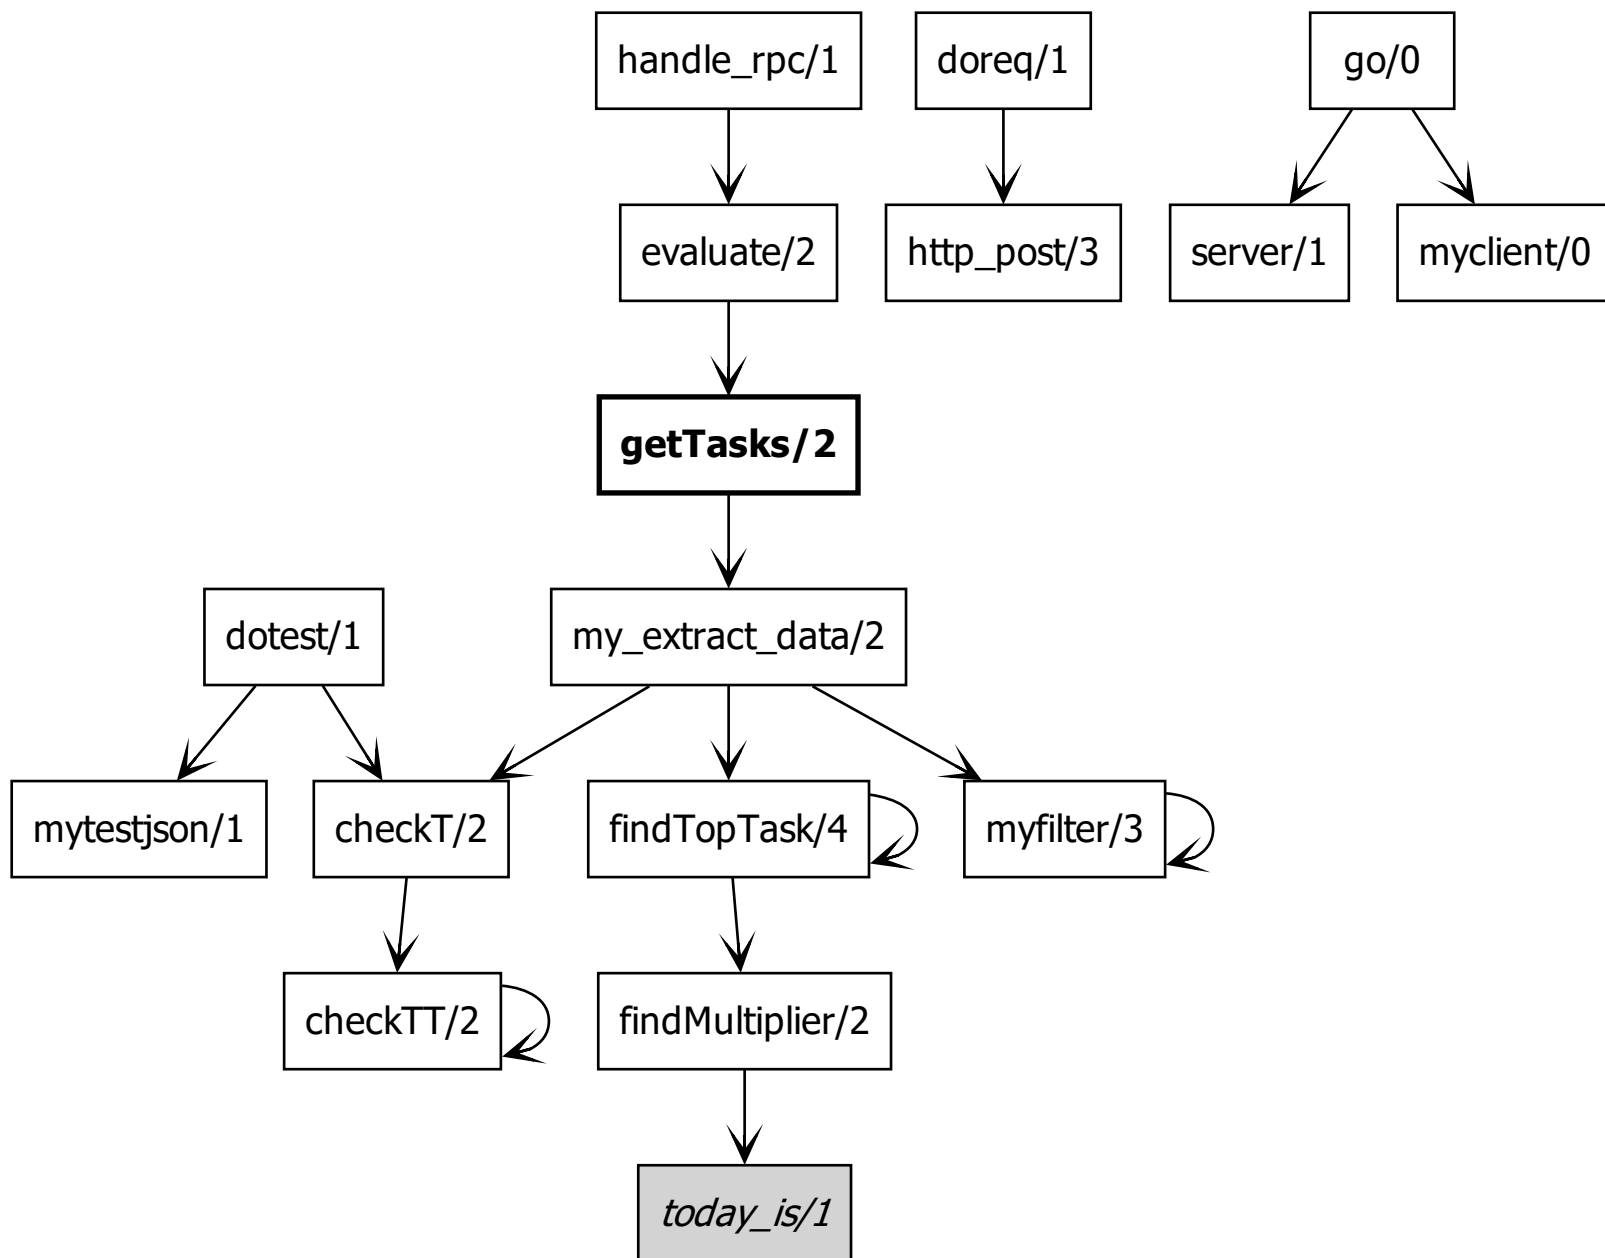 handle_rpc/1
doreq/1
go/0
evaluate/2
http_post/3
server/1
myclient/0
getTasks/2
dotest/1
my_extract_data/2
mytestjson/1
checkT/2
findTopTask/4
myfilter/3
checkTT/2
findMultiplier/2
today_is/1